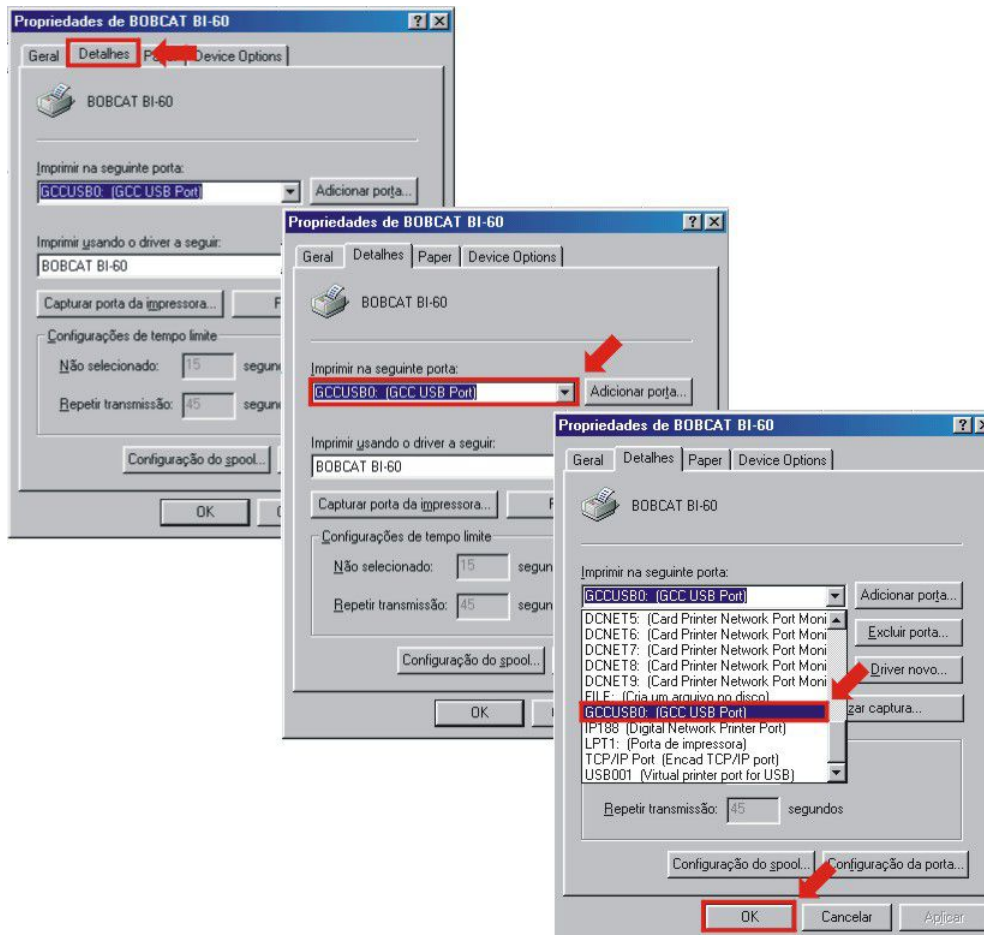 Propriedades de BOBCAT BI-60
Geral Detalhes Device Options
BOBCAT BI-60
Imprimir na seguinte porta:
GCCUSB0: (GCC USB Port) Adicionar porta...
Imprimir usando o driver a seguir:
BOBCAT BI-60
Capturar porta da impressora...
Configurações de tempo limite
Não selecionado: 15
Repetir transmissão: 45
Configuração do spool...
OK
Propriedades de BOBCAT BI-60
Geral Detalhes Paper Device Options
BOBCAT BI-60
Imprimir na seguinte porta:
GCCUSB0: (GCC USB Port) Adicionar porta...
Imprimir usando o driver a seguir:
BOBCAT BI-60
Capturar porta da impressora...
Configurações de tempo limite
Não selecionado: 15
Repetir transmissão: 45
Configuração do spool...
OK
Propriedades de BOBCAT BI-60
Geral Detalhes Paper Device Options
BOBCAT BI-60
Imprimir na seguinte porta:
GCCUSB0: (GCC USB Port) Adicionar porta...
DCNET5: (Card Printer Network Port Moni
DCNET6: (Card Printer Network Port Moni Excluir porta...
DCNET7: (Card Printer Network Port Moni
DCNET8: (Card Printer Network Port Moni Driver novo...
DCNET9: (Card Printer Network Port Moni
FILE: (Cria um arquivo no disco)
GCCUSB0: (GCC USB Port) zar captura...
IP188 (Digital Network Printer Port)
LPT1: (Porta de impressora)
TCP/IP Port (Encad TCP/IP port)
USB001 (Virtual printer port for USB)
Repetir transmissão: 45 segundos
Configuração do spool... Configuração da porta...
OK Cancelar Aplicar